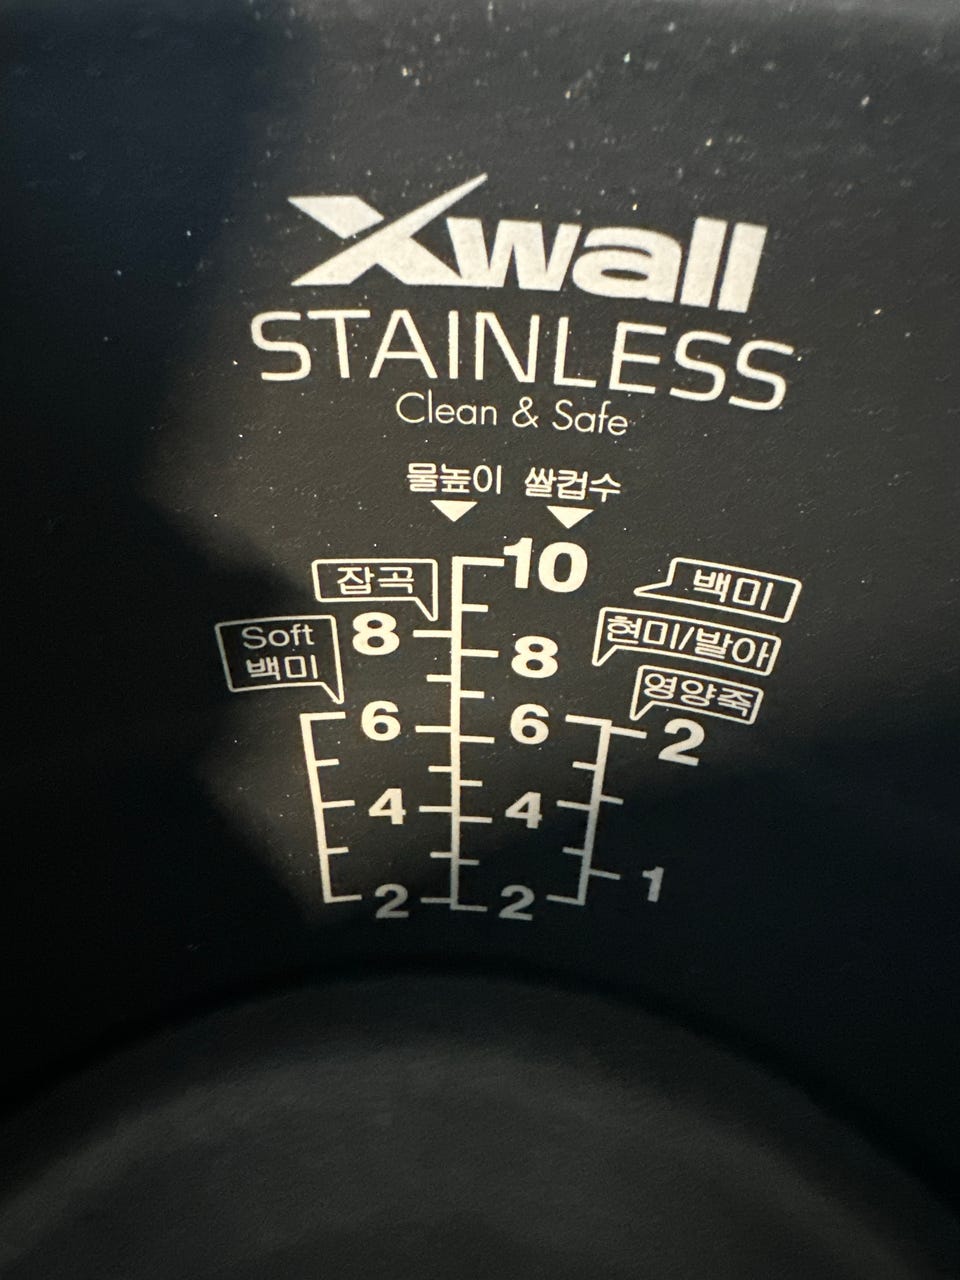 Xwall
STAINLESS
Clean & Safe
물높이 쌀컵수
10
잡곡 백미
Soft 8 8 현미/발아
백미 영양죽
6 6 2
4 4
2 2 1